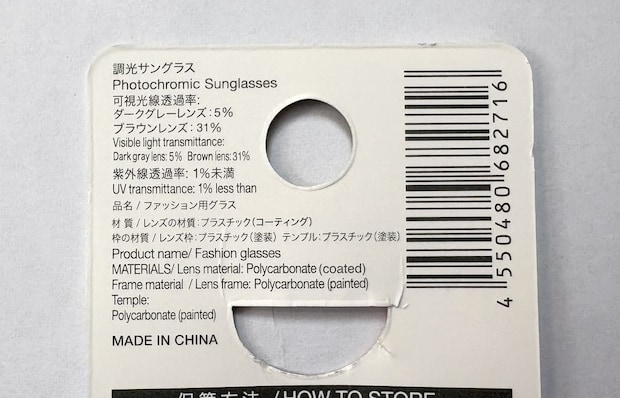 調光サングラス
Photochromic Sunglasses
可視光線透過率:
ダークグレーレンズ:5%
ブラウンレンズ:31%
Visible light transmittance:
Dark gray lens: 5% Brown lens: 31%
紫外線透過率: 1%未満
UV transmittance: 1% less than
品名 / ファッション用グラス
材 質 / レンズの材質:プラスチック(コーティング)
枠の材質 / レンズ枠:プラスチック(塗装) テンプル:プラスチック(塗装)
Product name/ Fashion glasses
MATERIALS/ Lens material: Polycarbonate (coated)
Frame material / Lens frame: Polycarbonate (painted)
Temple:
Polycarbonate (painted)
MADE IN CHINA
4 550480 682716
保管方法 /HOW TO STORE